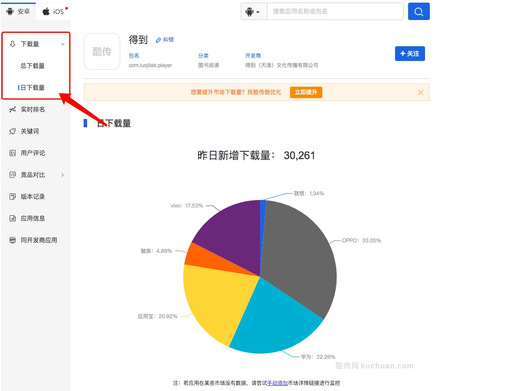 安卓
iOS
搜索应用名称或包名
下载量
总下载量
日下载量
实时排名
关键词
用户评论
竞品对比
版本记录
应用信息
同开发商应用
酷传
得到
纠错
包名
com.luojilab.player
分类
图书阅读
开发商
得到（天津）文化传播有限公司
+ 关注
想要提升市场下载量？找酷传做优化
立即提升
日下载量
昨日新增下载量： 30,261
联想：1.34%
OPPO：33.05%
华为：22.28%
应用宝：20.92%
魅族：4.89%
vivo：17.53%
酷传网 kuchuan.com
注：若应用在某些市场没有数据，请尝试手动添加市场详情链接进行监控